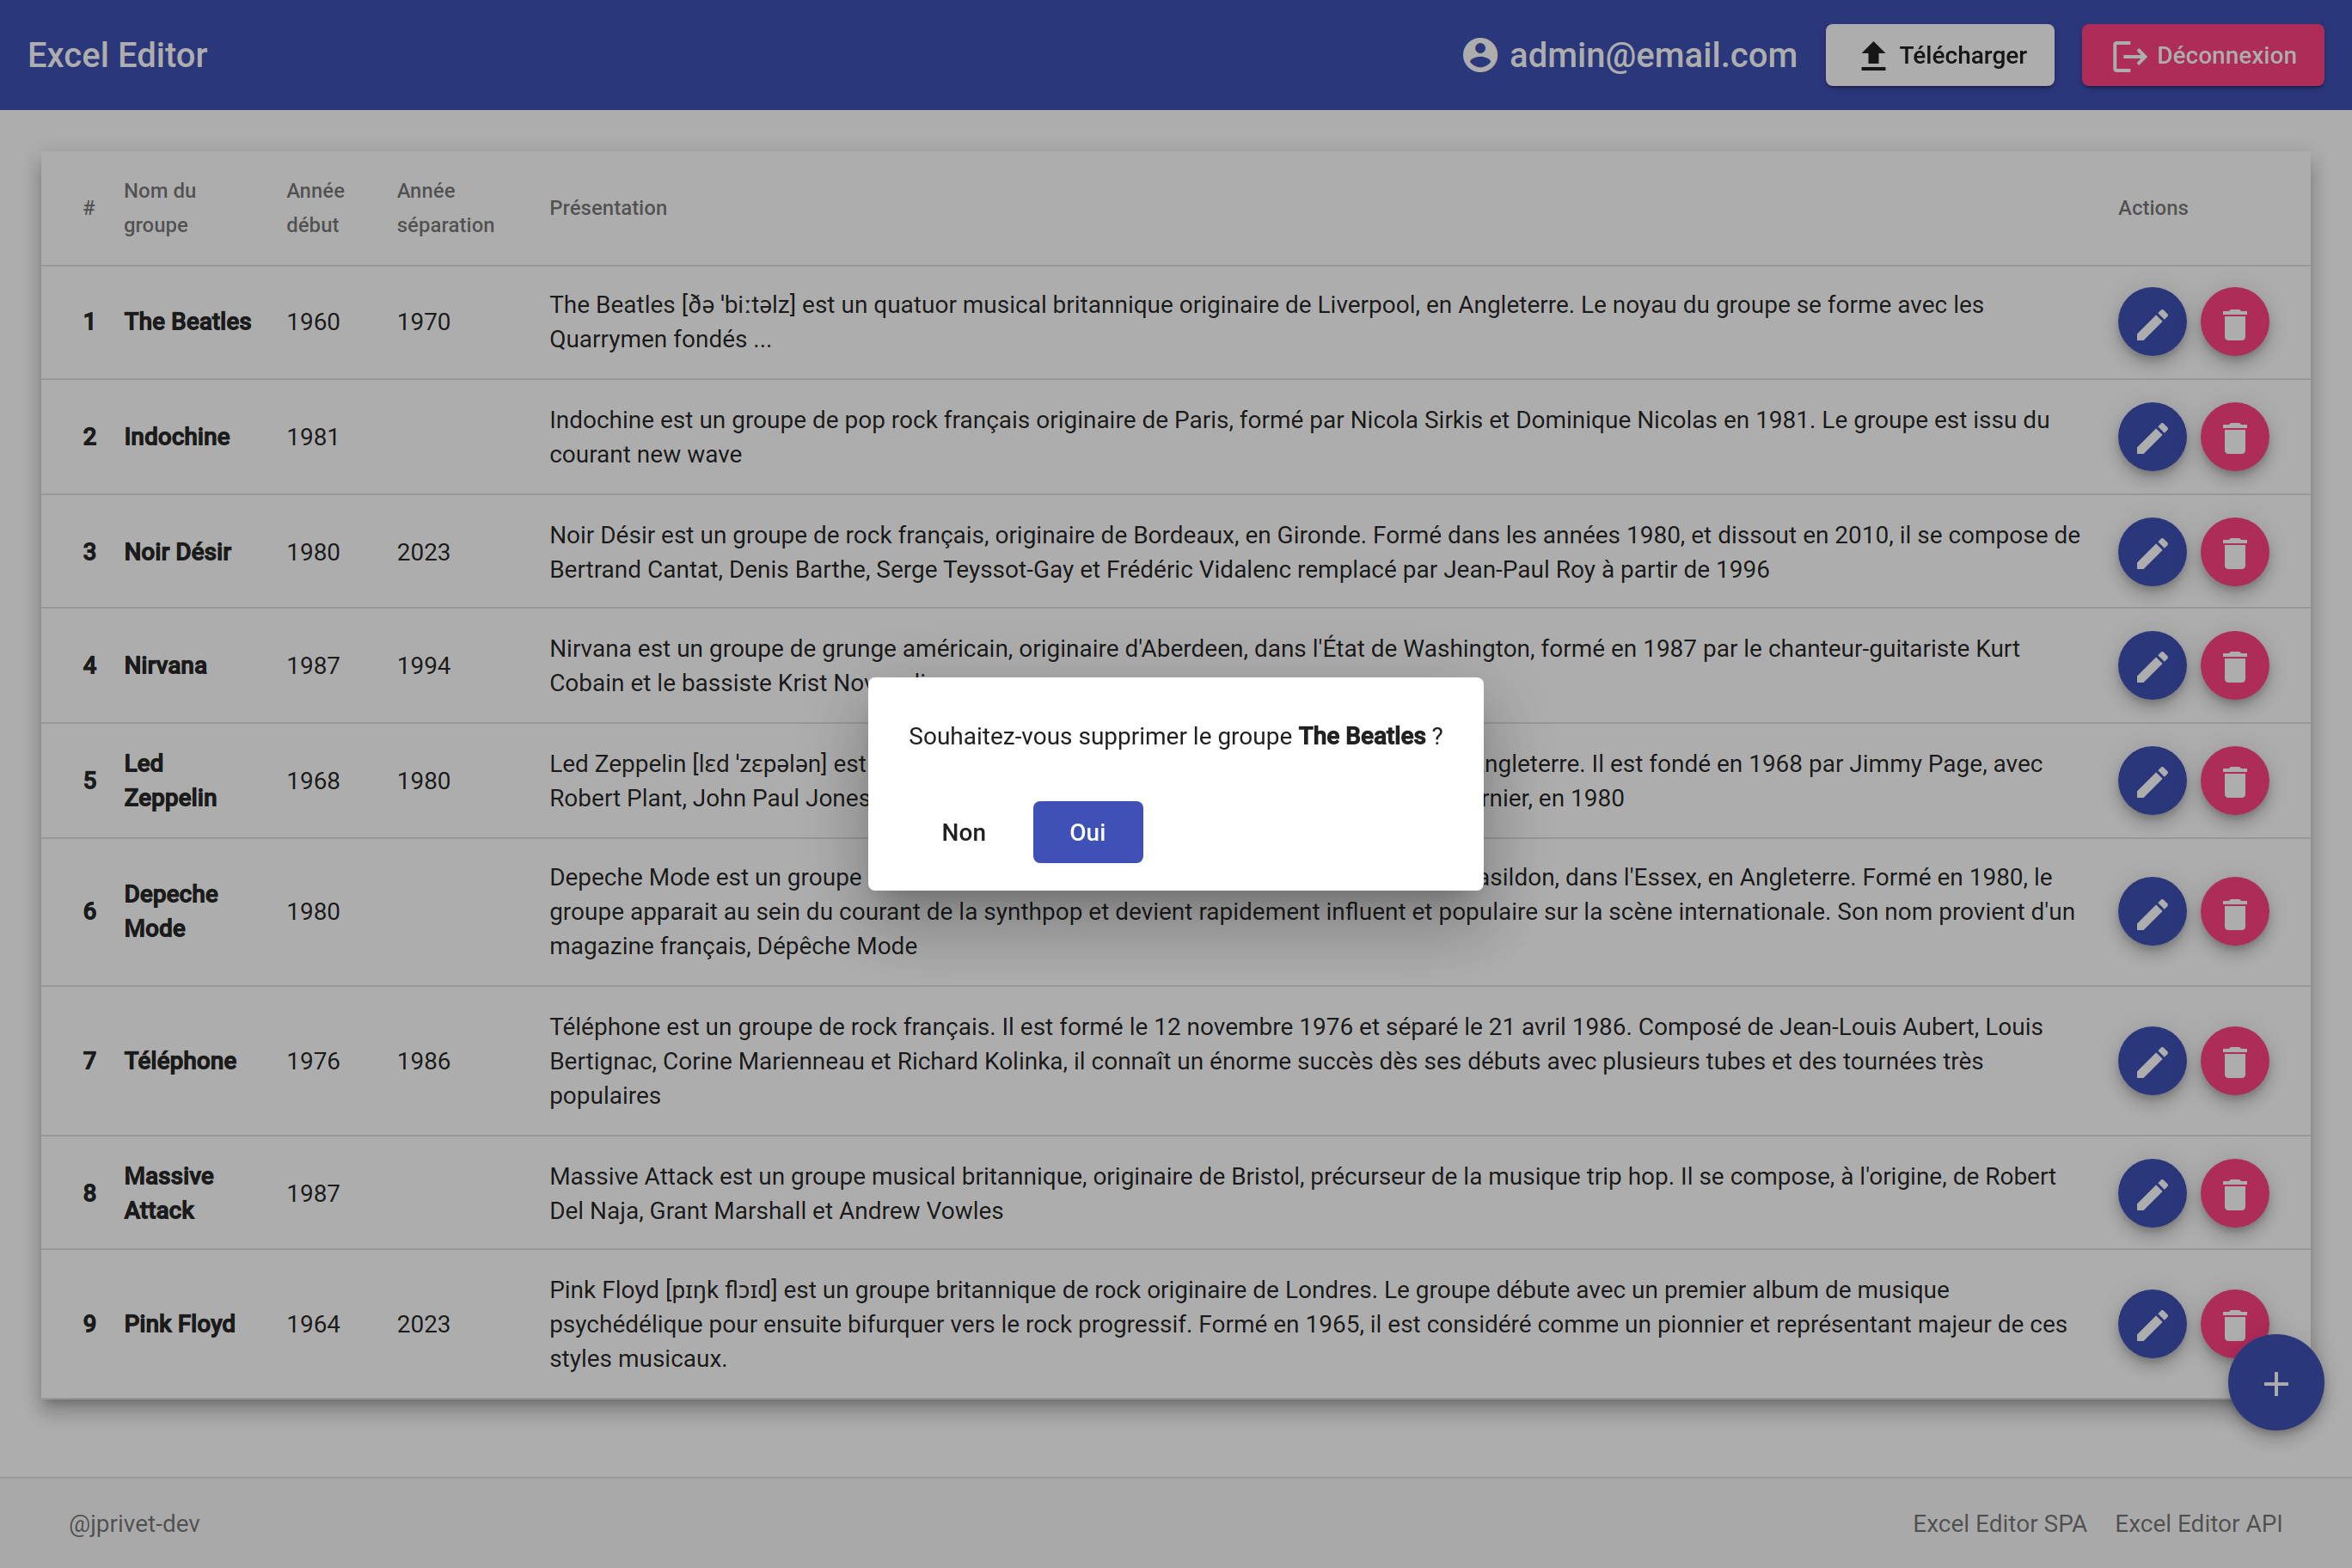 Excel Editor
admin@email.com
Télécharger
Déconnexion
#
Nom du
groupe
Année
début
Année
séparation
Présentation
Actions
1
The Beatles
1960
1970
The Beatles [ðə ˈbiːtəlz] est un quatuor musical britannique originaire de Liverpool, en Angleterre. Le noyau du groupe se forme avec les
Quarrymen fondés ...
2
Indochine
1981
Indochine est un groupe de pop rock français originaire de Paris, formé par Nicola Sirkis et Dominique Nicolas en 1981. Le groupe est issu du
courant new wave
3
Noir Désir
1980
2023
Noir Désir est un groupe de rock français, originaire de Bordeaux, en Gironde. Formé dans les années 1980, et dissout en 2010, il se compose de
Bertrand Cantat, Denis Barthe, Serge Teyssot-Gay et Frédéric Vidalenc remplacé par Jean-Paul Roy à partir de 1996
4
Nirvana
1987
1994
Nirvana est un groupe de grunge américain, originaire d'Aberdeen, dans l'État de Washington, formé en 1987 par le chanteur-guitariste Kurt
Cobain et le bassiste Krist
Souhaitez-vous supprimer le groupe The Beatles ?
Non
Oui
5
Led
Zeppelin
1968
1980
Led Zeppelin [lɛd ˈzɛpələn] est
ngleterre. Il est fondé en 1968 par Jimmy Page, avec
Robert Plant, John Paul Jones
rnier, en 1980
6
Depeche
Mode
1980
Depeche Mode est un groupe
asildon, dans l'Essex, en Angleterre. Formé en 1980, le
groupe apparait au sein du courant de la synthpop et devient rapidement influent et populaire sur la scène internationale. Son nom provient d'un
magazine français, Dépêche Mode
7
Téléphone
1976
1986
Téléphone est un groupe de rock français. Il est formé le 12 novembre 1976 et séparé le 21 avril 1986. Composé de Jean-Louis Aubert, Louis
Bertignac, Corine Marienneau et Richard Kolinka, il connaît un énorme succès dès ses débuts avec plusieurs tubes et des tournées très
populaires
8
Massive
Attack
1987
Massive Attack est un groupe musical britannique, originaire de Bristol, précurseur de la musique trip hop. Il se compose, à l'origine, de Robert
Del Naja, Grant Marshall et Andrew Vowles
9
Pink Floyd
1964
2023
Pink Floyd [pɪŋk flɔɪd] est un groupe britannique de rock originaire de Londres. Le groupe débute avec un premier album de musique
psychédélique pour ensuite bifurquer vers le rock progressif. Formé en 1965, il est considéré comme un pionnier et représentant majeur de ces
styles musicaux.
@jprivet-dev
Excel Editor SPA
Excel Editor API